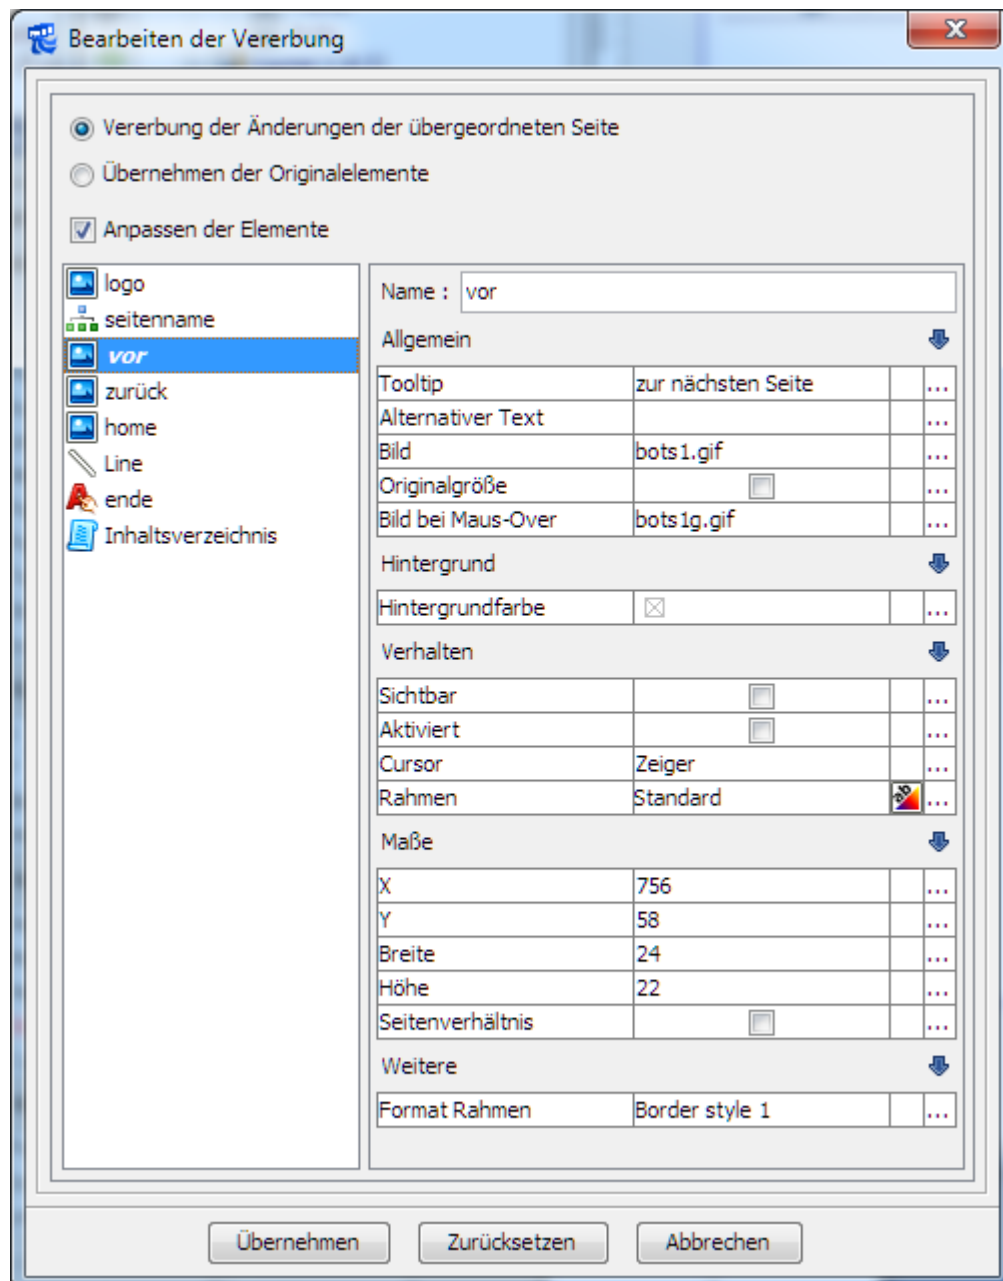 Bearbeiten der Vererbung
Vererbung der Änderungen der übergeordneten Seite
Übernehmen der Originalelemente
Anpassen der Elemente
logo
seitenname
vor
zurück
home
Line
ende
Inhaltsverzeichnis
Name : vor
Allgemein
Tooltip zur nächsten Seite ...
Alternativer Text ...
Bild bots1.gif ...
Originalgröße ...
Bild bei Maus-Over bots1g.gif ...
Hintergrund
Hintergrundfarbe ...
Verhalten
Sichtbar ...
Aktiviert ...
Cursor Zeiger ...
Rahmen Standard ab ...
Maße
X 756 ...
Y 58 ...
Breite 24 ...
Höhe 22 ...
Seitenverhältnis ...
Weitere
Format Rahmen Border style 1 ...
Übernehmen Zurücksetzen Abbrechen